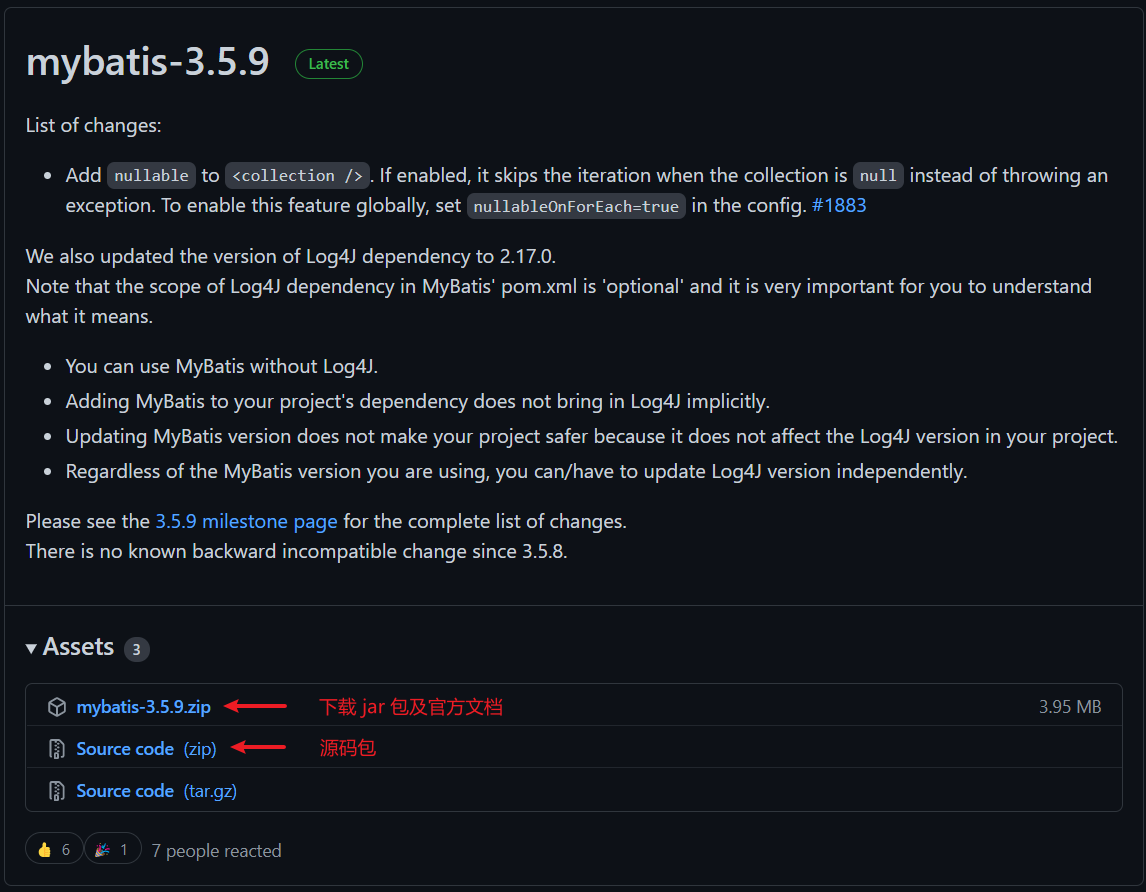 mybatis-3.5.9 Latest
List of changes:
• Add nullable to <collection />. If enabled, it skips the iteration when the collection is null instead of throwing an
exception. To enable this feature globally, set nullableOnForEach=true in the config. #1883
We also updated the version of Log4J dependency to 2.17.0.
Note that the scope of Log4J dependency in MyBatis' pom.xml is 'optional' and it is very important for you to understand
what it means.
• You can use MyBatis without Log4J.
• Adding MyBatis to your project's dependency does not bring in Log4J implicitly.
• Updating MyBatis version does not make your project safer because it does not affect the Log4J version in your project.
• Regardless of the MyBatis version you are using, you can/have to update Log4J version independently.
Please see the 3.5.9 milestone page for the complete list of changes.
There is no known backward incompatible change since 3.5.8.
Assets 3
mybatis-3.5.9.zip 下载 jar 包及官方文档 3.95 MB
Source code (zip) 源码包
Source code (tar.gz)
👍 6 🎉 1 7 people reacted